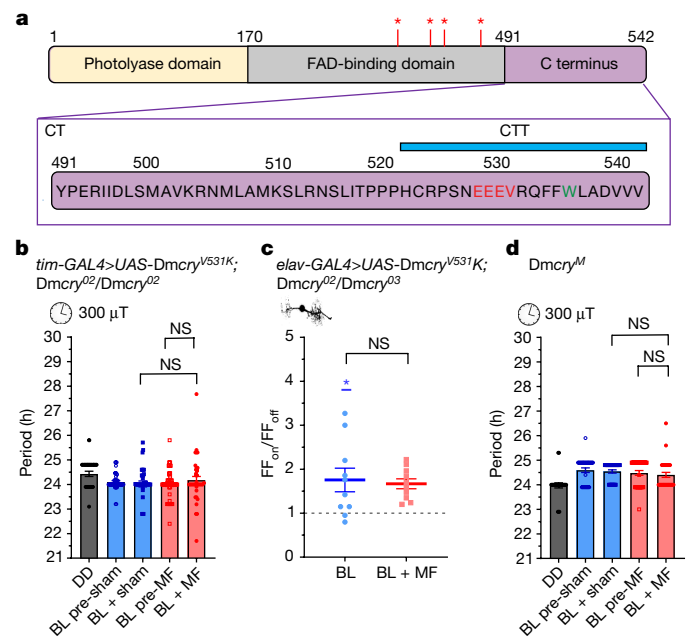 a
* * * *
1 170 491 542
Photolyase domain FAD-binding domain C terminus
CT CTT
491 500 510 520 530 540
YPERIIDLSMAVKRNMLAMKSLRNSLITPPPHCRPSNEEEVRQFFWLADVVV
b
tim-GAL4>UAS-Dmcry^V531K;
Dmcry^02/Dmcry^02
300 μT
NS
NS
Period (h)
30
29
28
27
26
25
24
23
22
21
DD
BL pre-sham
BL + sham
BL pre-MF
BL + MF
c
elav-GAL4>UAS-Dmcry^V531K;
Dmcry^02/Dmcry^03
NS
*
FF_on/FF_off
5
4
3
2
1
0
BL
BL + MF
d
Dmcry^M
300 μT
NS
NS
Period (h)
30
29
28
27
26
25
24
23
22
21
DD
BL pre-sham
BL + sham
BL pre-MF
BL + MF